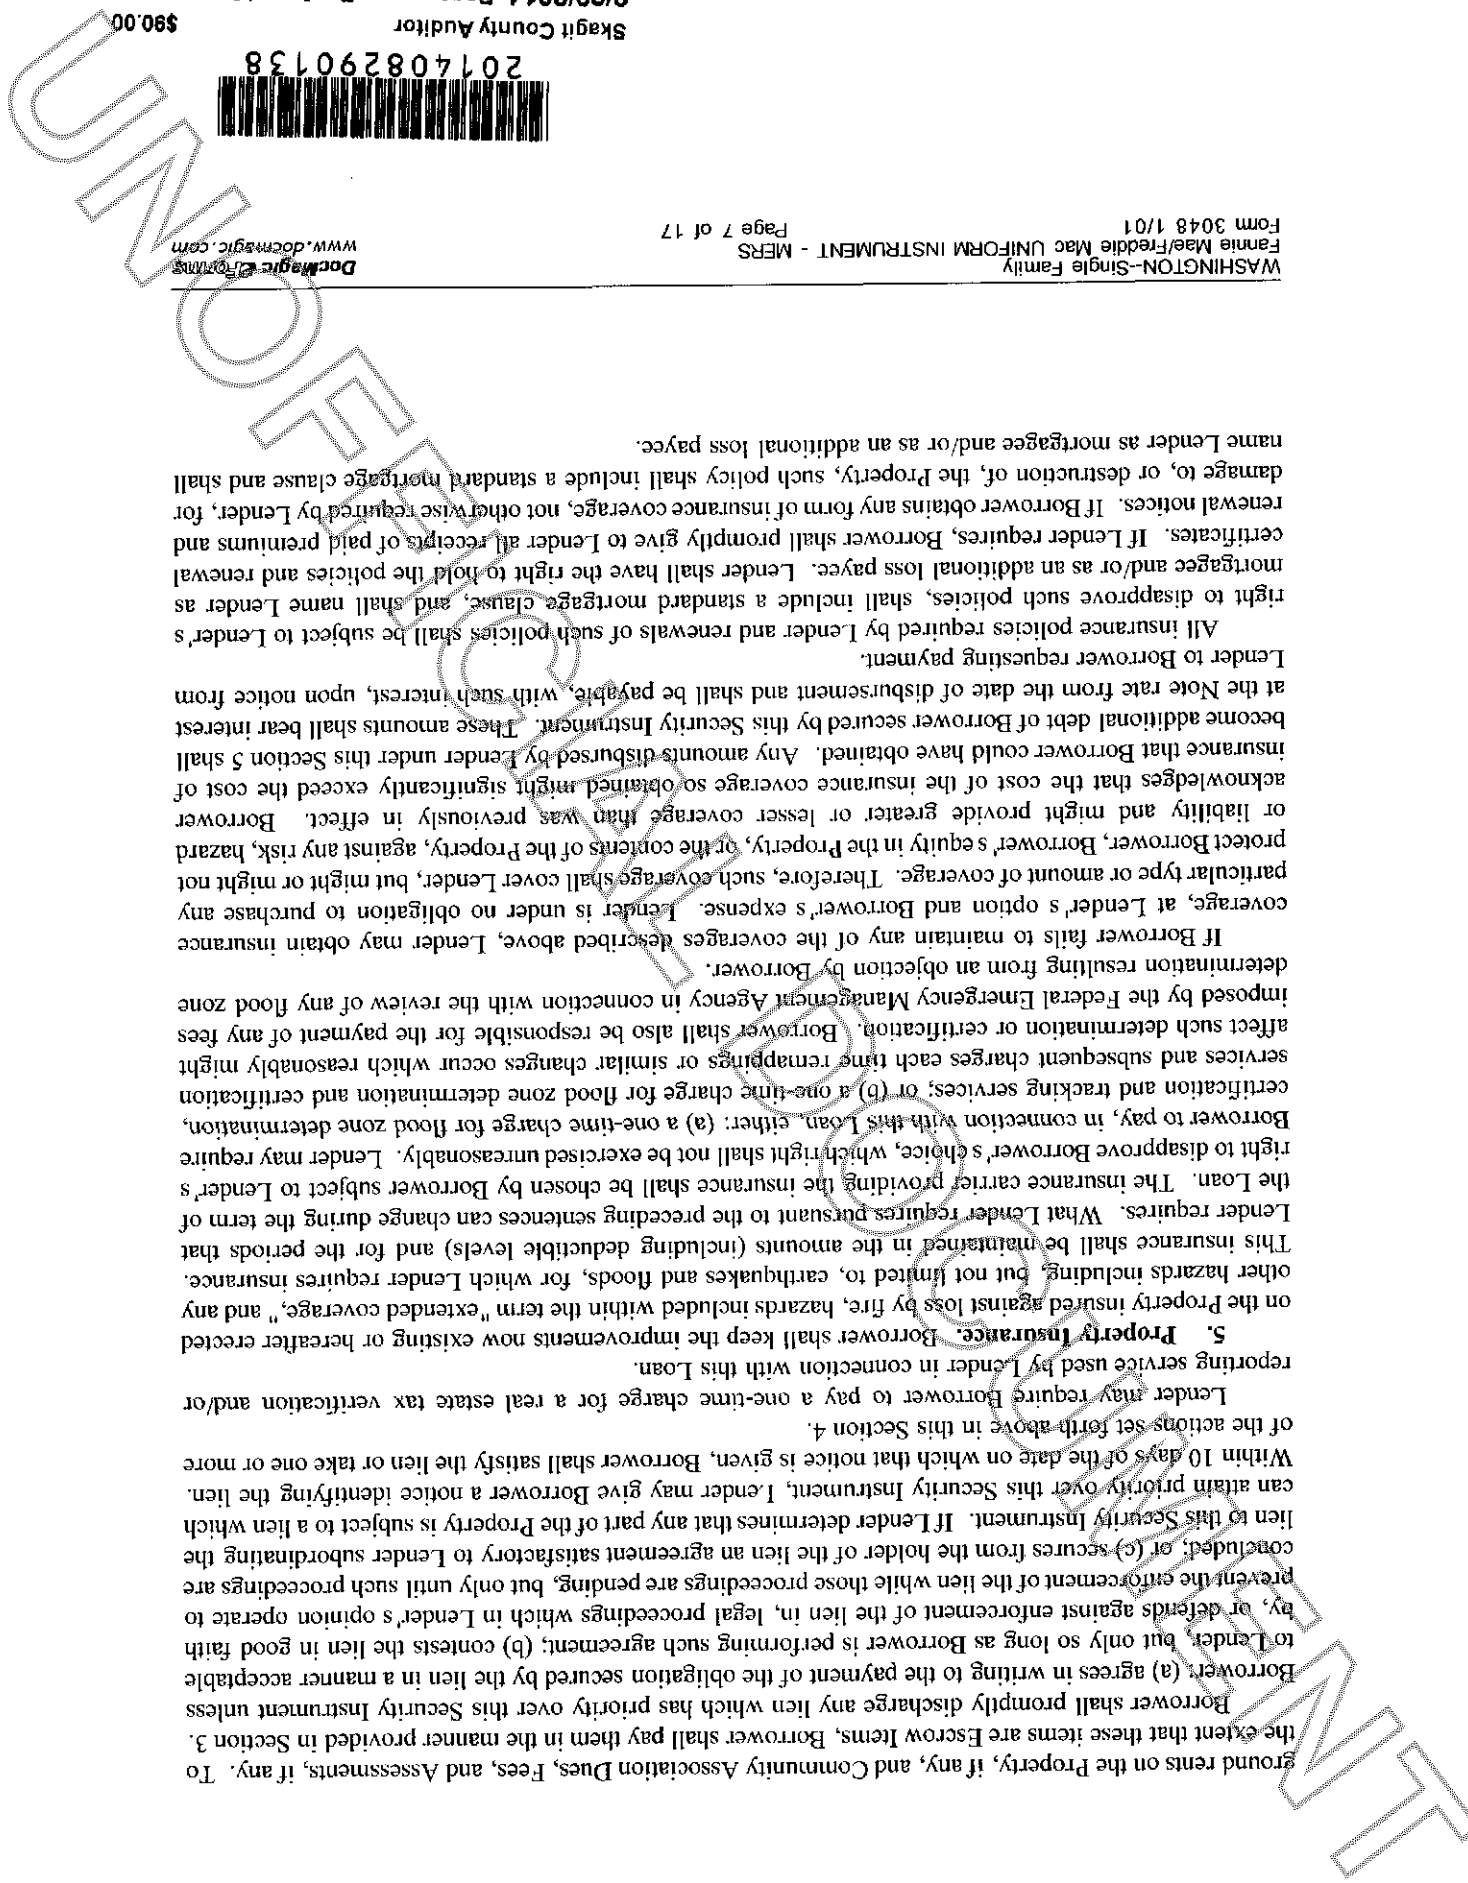 ground rents on the Property, if any, and Community Association Dues, Fees, and Assessments, if any. To
the extent that these items are Escrow Items, Borrower shall pay them in the manner provided in Section 3.
Borrower shall promptly discharge any lien which has priority over this Security Instrument unless
Borrower: (a) agrees in writing to the payment of the obligation secured by the lien in a manner acceptable
to Lender, but only so long as Borrower is performing such agreement; (b) contests the lien in good faith
by, or defends against enforcement of the lien in, legal proceedings which in Lender's opinion operate to
prevent the enforcement of the lien while those proceedings are pending, but only until such proceedings are
concluded; or (c) secures from the holder of the lien an agreement satisfactory to Lender subordinating the
lien to this Security Instrument. If Lender determines that any part of the Property is subject to a lien which
can attain priority over this Security Instrument, Lender may give Borrower a notice identifying the lien.
Within 10 days of the date on which that notice is given, Borrower shall satisfy the lien or take one or more
of the actions set forth above in this Section 4.
Lender may require Borrower to pay a one-time charge for a real estate tax verification and/or
reporting service used by Lender in connection with this Loan.
5. Property Insurance. Borrower shall keep the improvements now existing or hereafter erected
on the Property insured against loss by fire, hazards included within the term "extended coverage," and any
other hazards including, but not limited to, earthquakes and floods, for which Lender requires insurance.
This insurance shall be maintained in the amounts (including deductible levels) and for the periods that
Lender requires. What Lender requires pursuant to the preceding sentences can change during the term of
the Loan. The insurance carrier providing the insurance shall be chosen by Borrower subject to Lender's
right to disapprove Borrower's choice, which right shall not be exercised unreasonably. Lender may require
Borrower to pay, in connection with this Loan, either: (a) a one-time charge for flood zone determination,
certification and tracking services; or (b) a one-time charge for flood zone determination and certification
services and subsequent charges each time remappings or similar changes occur which reasonably might
affect such determination or certification. Borrower shall also be responsible for the payment of any fees
imposed by the Federal Emergency Management Agency in connection with the review of any flood zone
determination resulting from an objection by Borrower.
If Borrower fails to maintain any of the coverages described above, Lender may obtain insurance
coverage, at Lender's option and Borrower's expense. Lender is under no obligation to purchase any
particular type or amount of coverage. Therefore, such coverage shall cover Lender, but might or might not
protect Borrower, Borrower's equity in the Property, or the contents of the Property, against any risk, hazard
or liability and might provide greater or lesser coverage than was previously in effect. Borrower
acknowledges that the cost of the insurance coverage so obtained might significantly exceed the cost of
insurance that Borrower could have obtained. Any amounts disbursed by Lender under this Section 5 shall
become additional debt of Borrower secured by this Security Instrument. These amounts shall bear interest
at the Note rate from the date of disbursement and shall be payable, with such interest, upon notice from
Lender to Borrower requesting payment.
All insurance policies required by Lender and renewals of such policies shall be subject to Lender's
right to disapprove such policies, shall include a standard mortgage clause, and shall name Lender as
mortgagee and/or as an additional loss payee. Lender shall have the right to hold the policies and renewal
certificates. If Lender requires, Borrower shall promptly give to Lender all receipts of paid premiums and
renewal notices. If Borrower obtains any form of insurance coverage, not otherwise required by Lender, for
damage to, or destruction of, the Property, such policy shall include a standard mortgage clause and shall
name Lender as mortgagee and/or as an additional loss payee.
WASHINGTON--Single Family
Fannie Mae/Freddie Mac UNIFORM INSTRUMENT - MERS
Form 3048 1/01
Page 7 of 17
DocMagic eForms
www.docmagic.com
201408290138
Skagit County Auditor
$90.00
UNOFFICIAL DOCUMENT